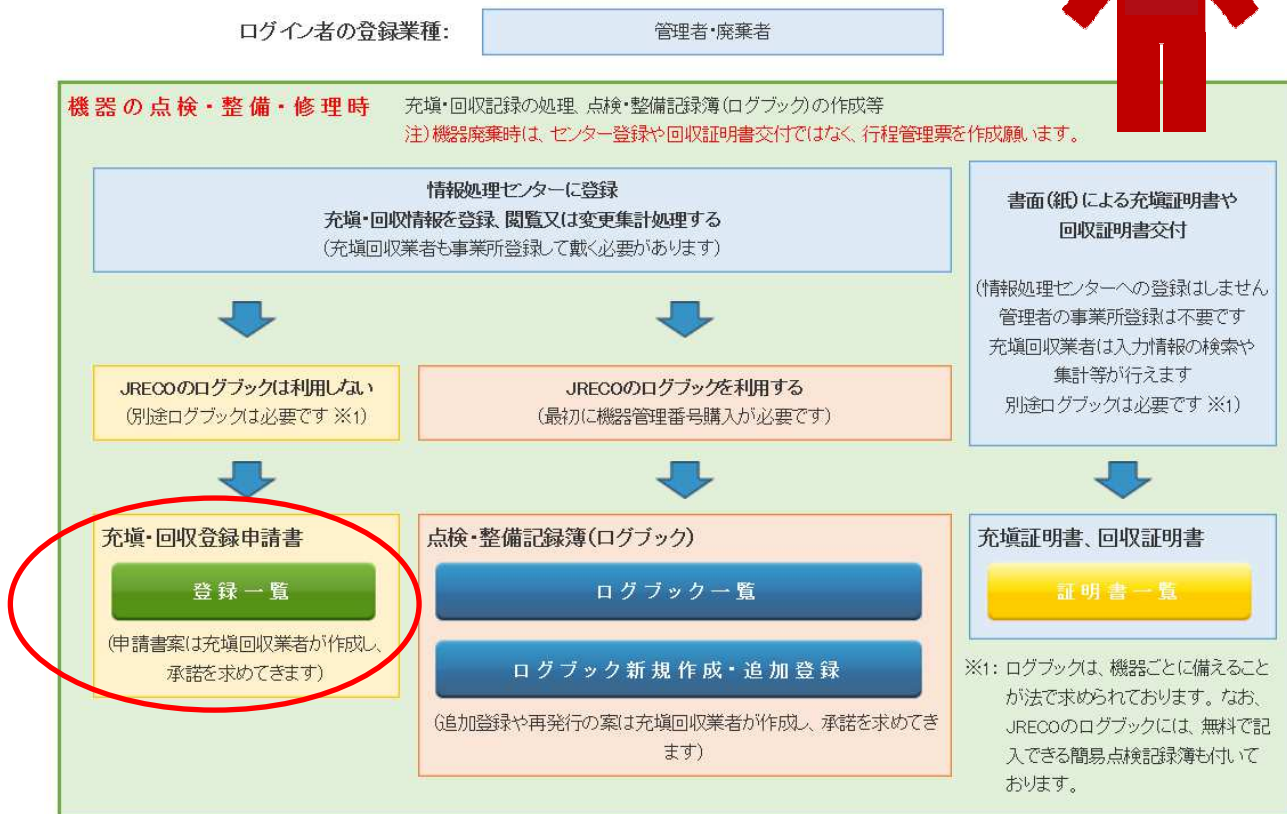 ログイン者の登録業種:
管理者・廃棄者
機器の点検・整備・修理時
充塡・回収記録の処理、点検・整備記録簿(ログブック)の作成等
注)機器廃棄時は、センター登録や回収証明書交付ではなく、行程管理票を作成願います。
情報処理センターに登録
充塡・回収情報を登録、閲覧又は変更集計処理する
(充塡回収業者も事業所登録して戴く必要があります)
書面(紙)による充塡証明書や
回収証明書交付
(情報処理センターへの登録はしません
管理者の事業所登録は不要です
充塡回収業者は入力情報の検索や
集計等が行えます
別途ログブックは必要です ※1)
JRECOのログブックは利用しない
(別途ログブックは必要です ※1)
JRECOのログブックを利用する
(最初に機器管理番号購入が必要です)
充塡・回収登録申請書
登録一覧
(申請書案は充塡回収業者が作成し、
承諾を求めてきます)
点検・整備記録簿(ログブック)
ログブック一覧
ログブック新規作成・追加登録
(追加登録や再発行の案は充塡回収業者が作成し、承諾を求めてき
ます)
充塡証明書、回収証明書
証明書一覧
※1: ログブックは、機器ごとに備えること
が法で求められております。なお、
JRECOのログブックには、無料で記
入できる簡易点検記録簿も付いて
おります。